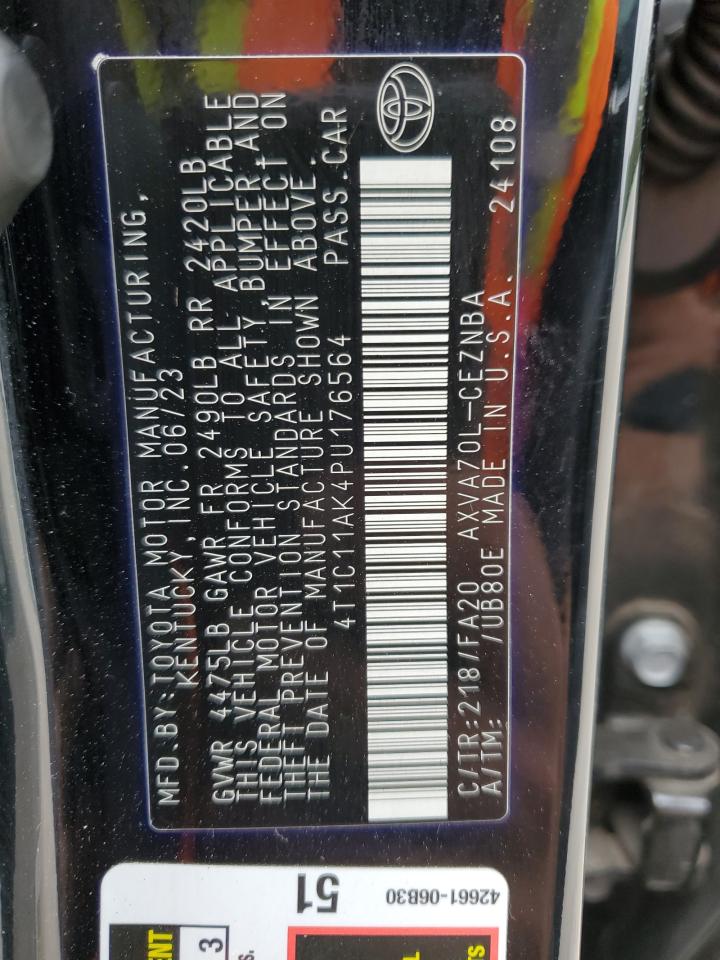 MFD.BY:TOYOTA MOTOR MANUFACTURING,
KENTUCKY, INC.06/23
GVWR 4475LB GAWR FR 2490LB RR 2420LB
THIS VEHICLE CONFORMS TO ALL APPLICABLE
FEDERAL MOTOR VEHICLE SAFETY, BUMPER, AND
THEFT PREVENTION STANDARDS IN EFFECT ON
THE DATE OF MANUFACTURE SHOWN ABOVE.
4T1C11AK4PU176564 PASS.CAR
C/TR:218/FA20 AXVA70L-CEZNBA 24108
A/TM: /UB80E MADE IN U.S.A.
51
42661-06B30
3